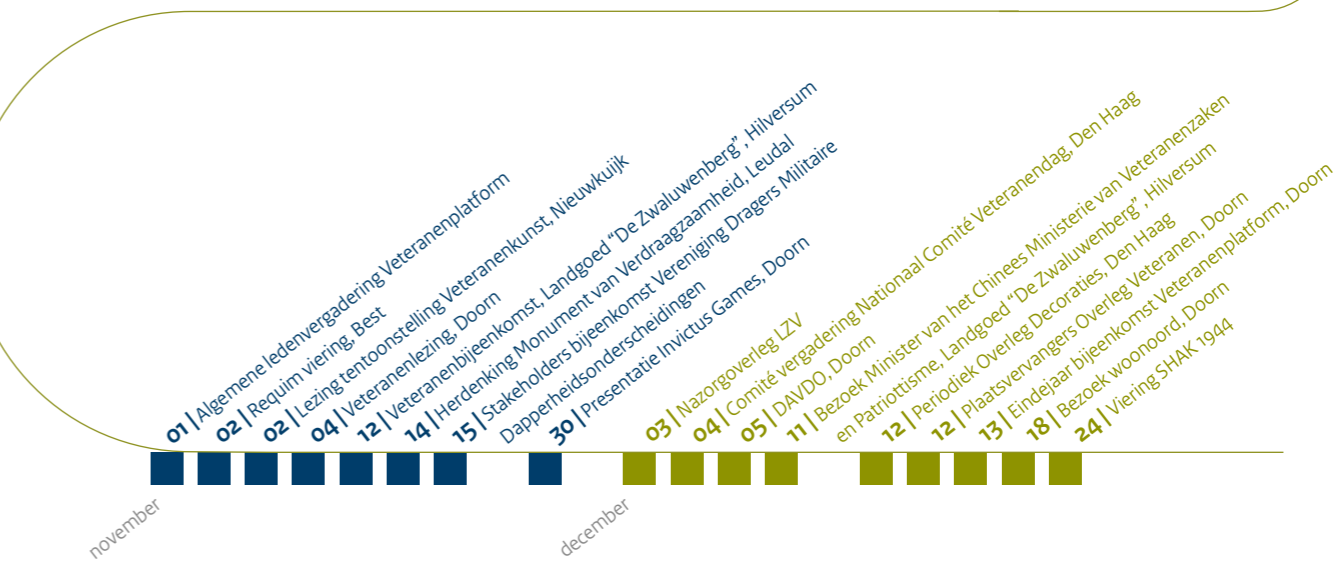 01 | Algemene ledenvergadering Veteranenplatform
02 | Requim viering, Best
02 | Lezing tentoonstelling Veteranenkunst, Nieuwkuijk
04 | Veteranenlezing, Doorn
12 | Veteranenbijeenkomst, Landgoed “De Zwaluwenberg”, Hilversum
14 | Herdenking Monument van Verdraagzaamheid, Leudal
15 | Stakeholders bijeenkomst Vereniging Dragers Militaire
Dapperheidsonderscheidingen
30 | Presentatie Invictus Games, Doorn
november
03 | Nazorgoverleg LZV
04 | Comité vergadering Nationaal Comité Veteranendag, Den Haag
05 | DAVDO, Doorn
11 | Bezoek Minister van het Chinees Ministerie van Veteranenzaken
en Patriottisme, Landgoed “De Zwaluwenberg”, Hilversum
12 | Periodiek Overleg Decoraties, Den Haag
12 | Plaatsvervangers Overleg Veteranen, Doorn
13 | Eindejaar bijeenkomst Veteranenplatform, Doorn
18 | Bezoek woonoord, Doorn
24 | Viering SHAK 1944
december